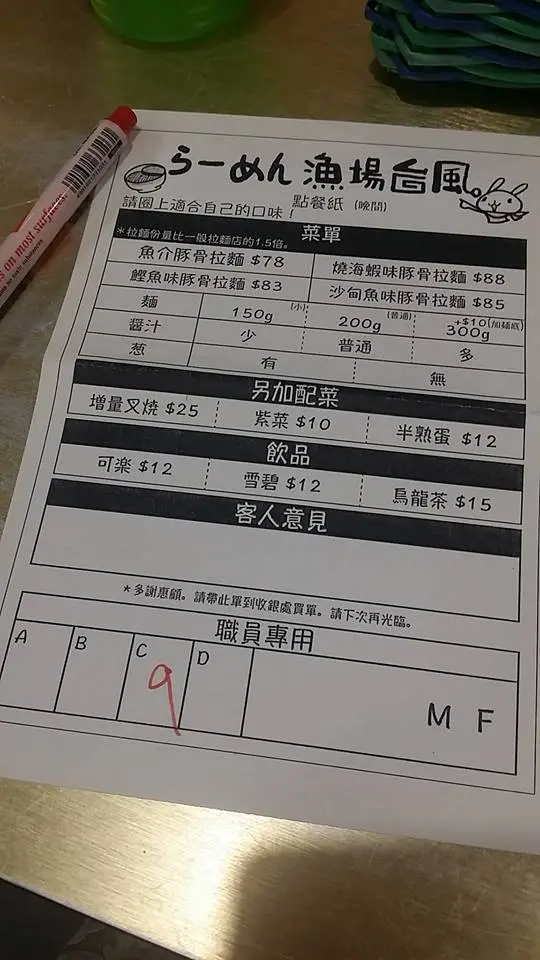 らーめん 漁場台風。
請圈上適合自己的口味！ 點餐紙 (晚間)
*拉麵份量比一般拉麵店的1.5倍。 菜單
魚介豚骨拉麵 $78 燒海蝦味豚骨拉麵 $88
鰹魚味豚骨拉麵 $83 沙甸魚味豚骨拉麵 $85
麵 150g (小) 200g (普通) 300g +$10(加麵底)
醬汁 少 普通 多
葱 有 無
另加配菜
增量叉燒 $25 紫菜 $10 半熟蛋 $12
飲品
可楽 $12 雪碧 $12 烏龍茶 $15
客人意見
*多謝惠顧。請帶此單到收銀處買單。請下次再光臨。
職員專用
A B C D
9
M F
s on most surfaces.